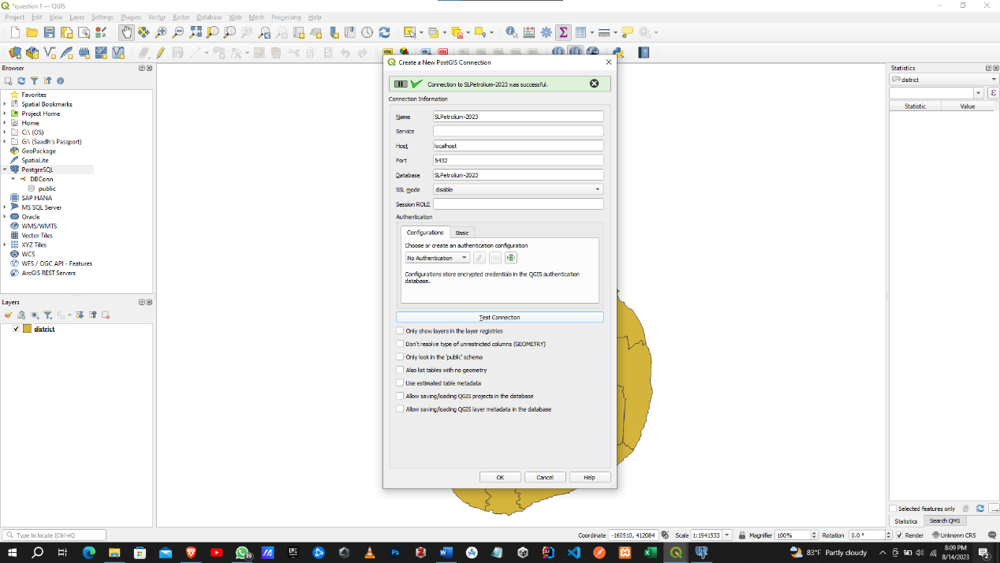 *question f — QGIS
Project Edit View Layer Settings Plugins Vector Raster Database Web Mesh Processing Help
Browser
Favorites
Spatial Bookmarks
Project Home
Home
C:\ (OS)
G:\ (Saadh's Passport)
GeoPackage
SpatiaLite
PostgreSQL
DBConn
public
SAP HANA
MS SQL Server
Oracle
WMS/WMTS
Vector Tiles
XYZ Tiles
WCS
WFS / OGC API - Features
ArcGIS REST Servers
Layers
district
Create a New PostGIS Connection
Connection to SLPetrolium-2023 was successful.
Connection Information
Name SLPetrolium-2023
Service
Host localhost
Port 5432
Database SLPetrolium-2023
SSL mode disable
Session ROLE
Authentication
Configurations Basic
Choose or create an authentication configuration
No Authentication
Configurations store encrypted credentials in the QGIS authentication
database.
Test Connection
Only show layers in the layer registries
Don't resolve type of unrestricted columns (GEOMETRY)
Only look in the 'public' schema
Also list tables with no geometry
Use estimated table metadata
Allow saving/loading QGIS projects in the database
Allow saving/loading QGIS layer metadata in the database
OK Cancel Help
Statistics
district
Statistic Value
Selected features only
Statistics Search QMS
Type to locate (Ctrl+K)
Coordinate -160510, 412084 Scale 1:1941533 Magnifier 100% Rotation 0.0 ° Render Unknown CRS
83°F Partly cloudy
8:09 PM
8/14/2023